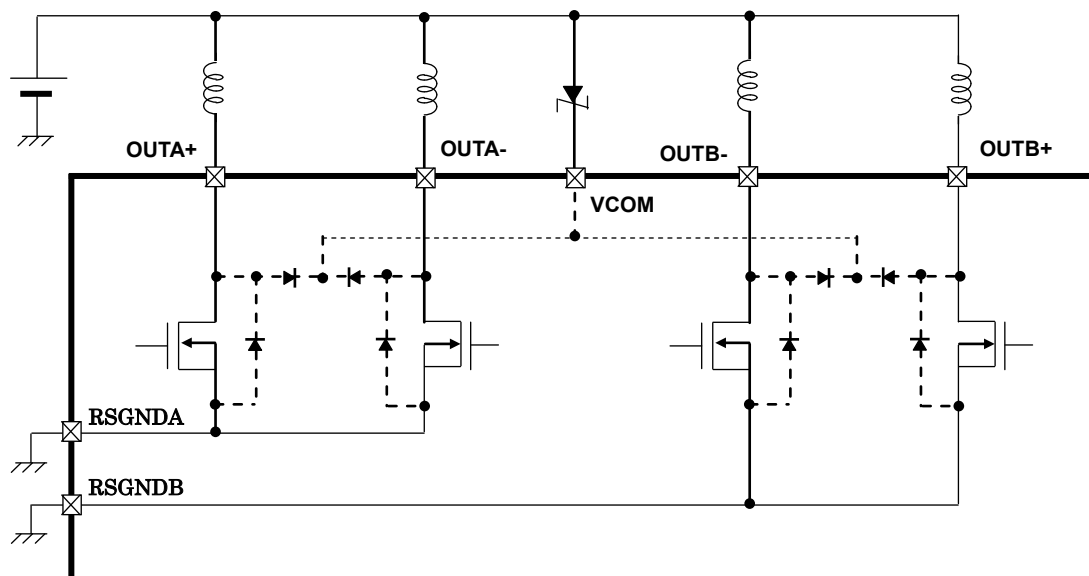 OUTA+
OUTA-
OUTB-
OUTB+
VCOM
RSGNDA
RSGNDB